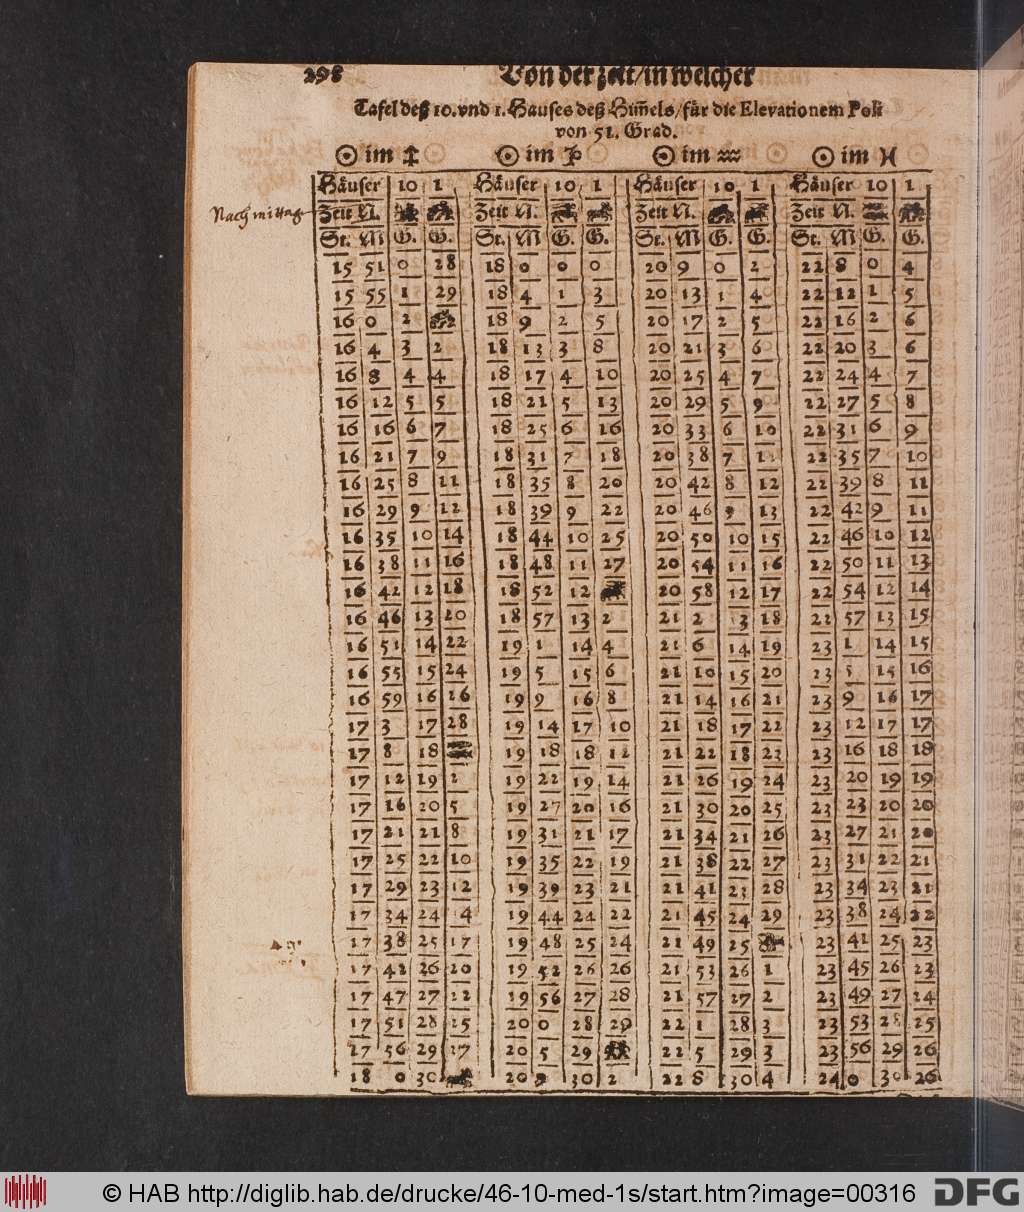 298 Von der zeit/in welcher
Tafel deß 10. vnd 1. Hauses deß Him̃els/für die Elevationem Poli
von 51. Grad.
☉ im ♐ ☉ im ♑ ☉ im ♒ ☉ im ♓
Häuser 10 1 Häuser 10 1 Häuser 10 1 Häuser 10 1
Nach mittag Zeit N. Zeit N. Zeit N. Zeit N.
St. M G. G. St. M G. G. St. M G. G. St. M G. G.
15 51 0 28 18 0 0 0 20 9 0 2 22 8 0 4
15 55 1 29 18 4 1 3 20 13 1 4 22 12 1 5
16 0 2 18 9 2 5 20 17 2 5 22 16 2 6
16 4 3 2 18 13 3 8 20 21 3 6 22 20 3 6
16 8 4 4 18 17 4 10 20 25 4 7 22 24 4 7
16 12 5 5 18 21 5 13 20 29 5 9 22 27 5 8
16 16 6 7 18 25 6 16 20 33 6 10 22 31 6 9
16 21 7 9 18 31 7 18 20 38 7 22 35 7 10
16 25 8 11 18 35 8 20 20 42 8 12 22 39 8 11
16 29 9 12 18 39 9 22 20 46 9 13 22 42 9 11
16 35 10 14 18 44 10 25 20 50 10 15 22 46 10 12
16 38 11 16 18 48 11 27 20 54 11 16 22 50 11 13
16 42 12 18 18 52 12 20 58 12 17 22 54 12 14
16 46 13 20 18 57 13 2 21 2 3 18 22 57 13 15
16 51 14 22 19 1 14 4 21 6 14 19 23 1 14 15
16 55 15 24 19 5 15 6 21 10 15 20 23 5 15 16
16 59 16 26 19 9 16 8 21 14 16 21 23 9 16 17
17 3 17 28 19 14 17 10 21 18 17 22 23 12 17 17
17 8 18 19 18 18 12 21 22 18 23 23 16 18 18
17 12 19 2 19 22 19 14 21 26 19 24 23 20 19 19
17 16 20 5 19 27 20 16 21 30 20 25 23 23 20 20
17 21 21 8 19 31 21 17 21 34 21 26 23 27 21 20
17 25 22 10 19 35 22 19 21 38 22 27 23 31 22 21
17 29 23 12 19 39 23 21 21 41 23 28 23 34 23 21
17 34 24 4 19 44 24 22 21 45 24 29 23 38 24 22
17 38 25 17 19 48 25 24 21 49 25 23 41 25 23
17 42 26 20 19 52 26 26 21 53 26 1 23 45 26 23
17 47 27 22 19 56 27 28 21 57 27 2 23 49 27 24
17 51 28 25 20 0 28 29 22 1 28 3 23 53 28 25
17 56 29 27 20 5 29 22 5 29 3 23 56 29 26
18 0 30 20 9 30 2 22 8 30 4 24 0 30 26
© HAB http://diglib.hab.de/drucke/46-10-med-1s/start.htm?image=00316 DFG